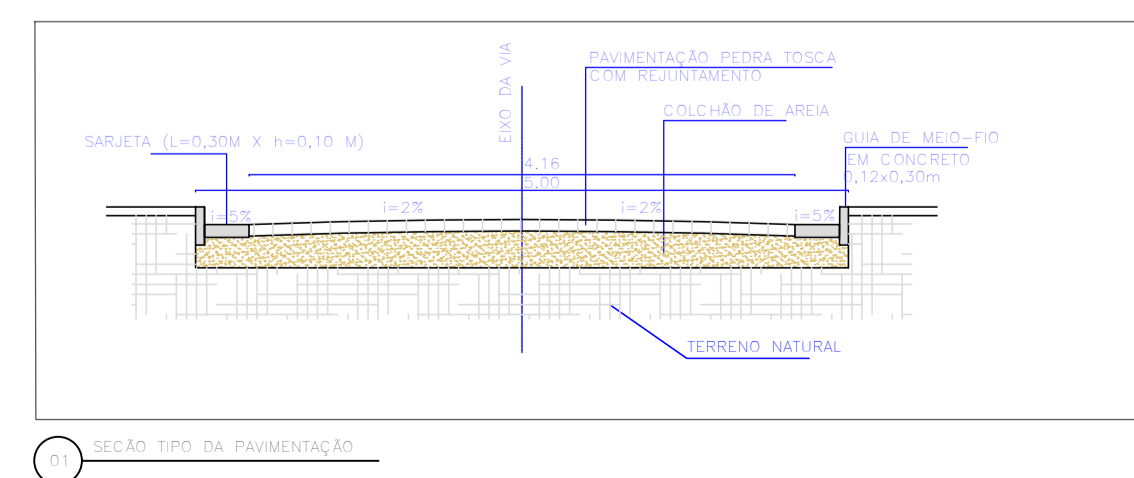 EIXO DA VIA
PAVIMENTAÇÃO PEDRA TOSCA
COM REJUNTAMENTO
COLCHÃO DE AREIA
SARJETA (L=0,30M X h=0,10 M)
GUIA DE MEIO-FIO
EM CONCRETO
0,12x0,30m
4.16
5.00
i=5%
i=2%
i=2%
i=5%
TERRENO NATURAL
01
SECÃO TIPO DA PAVIMENTAÇÃO